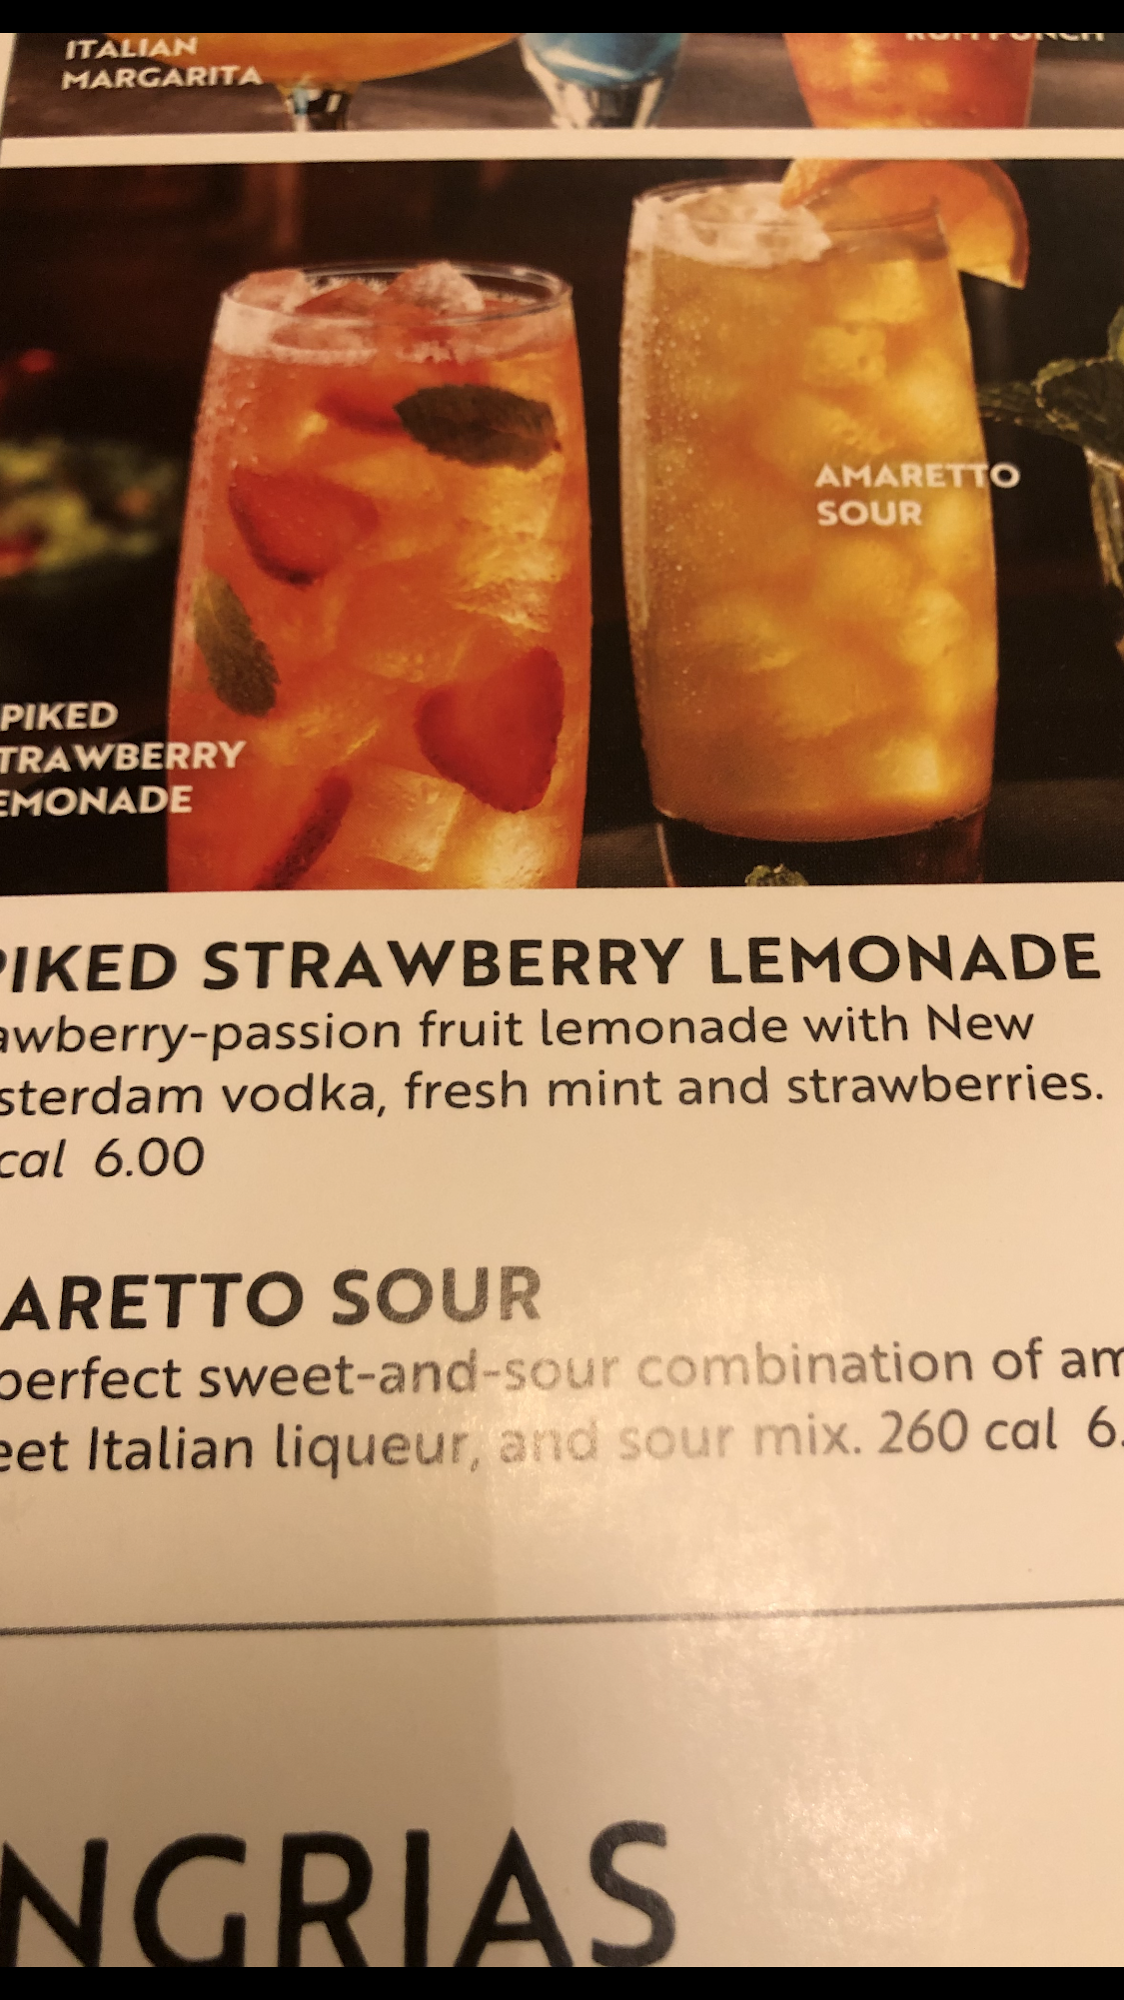 ITALIAN
MARGARITA
RUM PUNCH
AMARETTO
SOUR
PIKED
TRAWBERRY
EMONADE
PIKED STRAWBERRY LEMONADE
awberry-passion fruit lemonade with New
sterdam vodka, fresh mint and strawberries.
cal 6.00
ARETTO SOUR
perfect sweet-and-sour combination of am
eet Italian liqueur, and sour mix. 260 cal 6.
NGRIAS